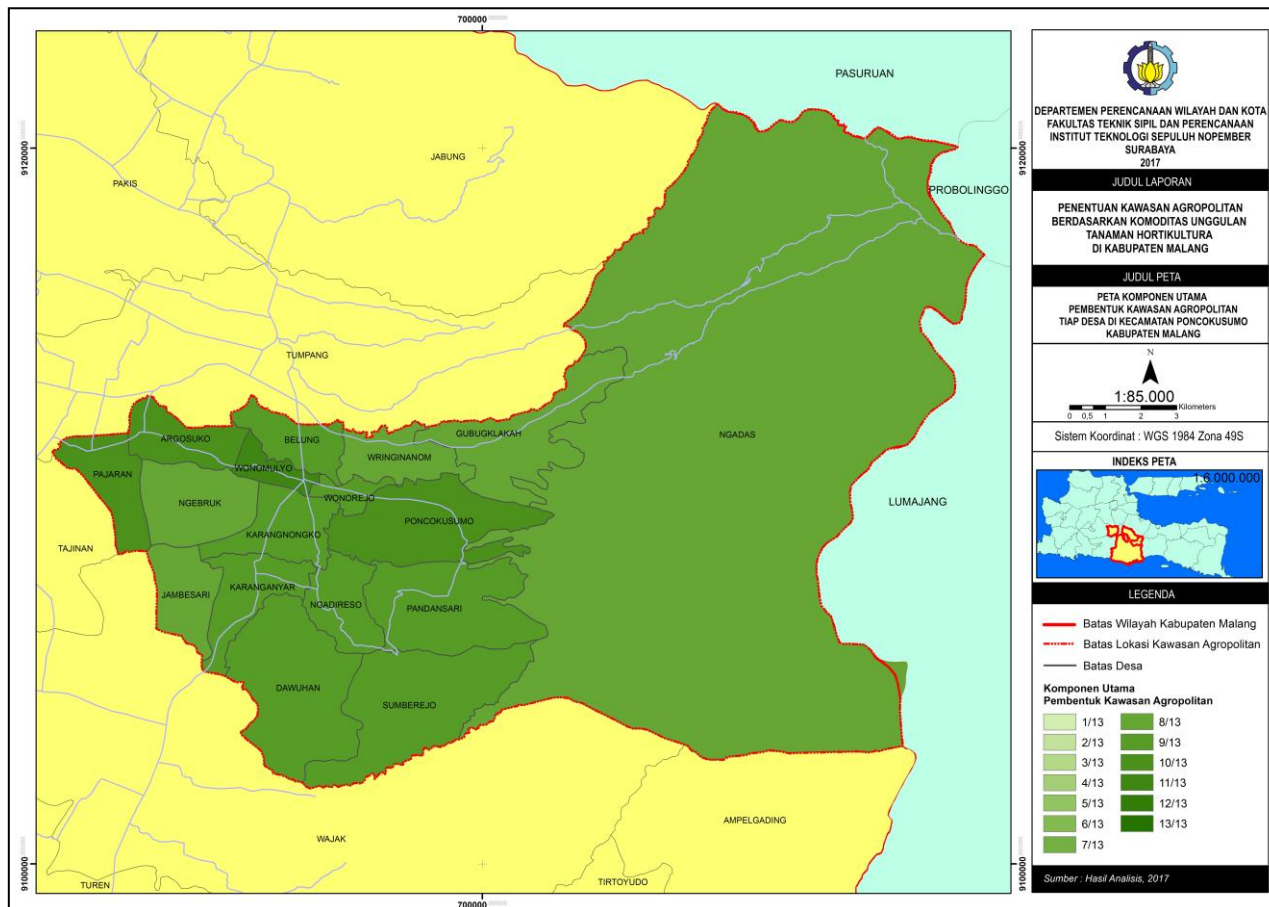 700000
PASURUAN
JABUNG
9120000
9120000
PAKIS
PROBOLINGGO
TUMPANG
GUBUGKLAKAH
NGADAS
ARGOSUKO
BELUNG
WRINGINANOM
PAJARAN
WONOMULYO
NGEBRUK
WONOREJO
LUMAJANG
PONCOKUSUMO
KARANGNONGKO
TAJINAN
KARANGANYAR
JAMBESARI
NGADIRESO
PANDANSARI
DAWUHAN
SUMBEREJO
AMPELGADING
WAJAK
9100000
9100000
TUREN
TIRTOYUDO
700000
DEPARTEMEN PERENCANAAN WILAYAH DAN KOTA
FAKULTAS TEKNIK SIPIL DAN PERENCANAAN
INSTITUT TEKNOLOGI SEPULUH NOPEMBER
SURABAYA
2017
JUDUL LAPORAN
PENENTUAN KAWASAN AGROPOLITAN
BERDASARKAN KOMODITAS UNGGULAN
TANAMAN HORTIKULTURA
DI KABUPATEN MALANG
JUDUL PETA
PETA KOMPONEN UTAMA
PEMBENTUK KAWASAN AGROPOLITAN
TIAP DESA DI KECAMATAN PONCOKUSUMO
KABUPATEN MALANG
N
1:85.000
Kilometers
0 0,5 1 2 3
Sistem Koordinat : WGS 1984 Zona 49S
INDEKS PETA
1:6.000.000
LEGENDA
Batas Wilayah Kabupaten Malang
Batas Lokasi Kawasan Agropolitan
Batas Desa
Komponen Utama
Pembentuk Kawasan Agropolitan
1/13
2/13
3/13
4/13
5/13
6/13
7/13
8/13
9/13
10/13
11/13
12/13
13/13
Sumber : Hasil Analisis, 2017